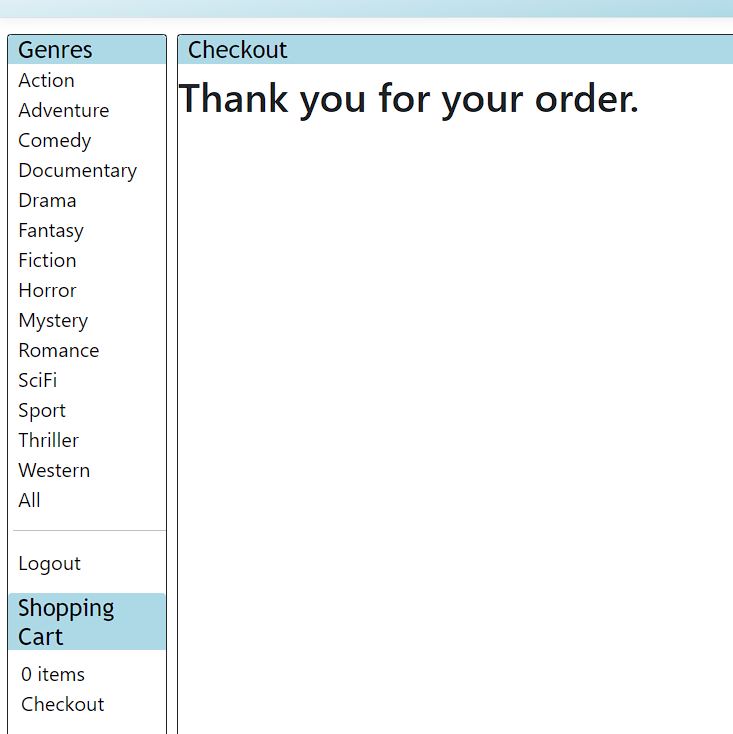 Genres
Action
Adventure
Comedy
Documentary
Drama
Fantasy
Fiction
Horror
Mystery
Romance
SciFi
Sport
Thriller
Western
All
Logout
Shopping
Cart
0 items
Checkout
Checkout
Thank you for your order.